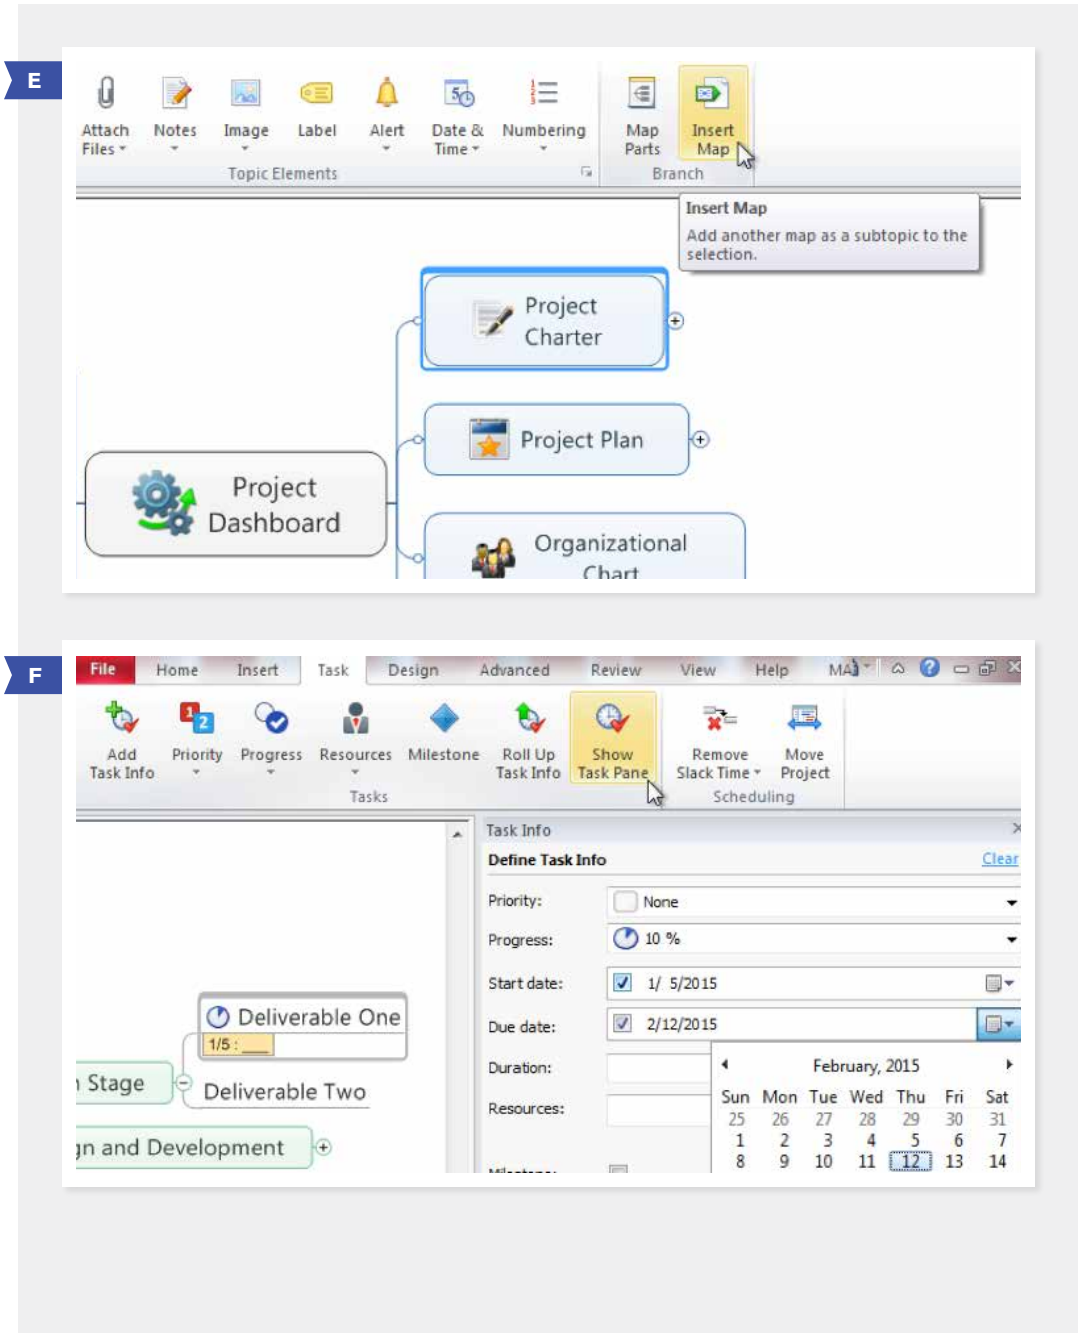 E
Attach Files
Notes
Image
Label
Alert
Date & Time
Numbering
Map Parts
Insert Map
Topic Elements
Branch
Insert Map
Add another map as a subtopic to the
selection.
Project
Charter
Project Plan
Project
Dashboard
Organizational
Chart
F
File Home Insert Task Design Advanced Review View Help
Add Task Info
Priority
Progress
Resources
Milestone
Roll Up Task Info
Show Task Pane
Remove Slack Time
Move Project
Tasks
Scheduling
Task Info
Define Task Info Clear
Priority: None
Progress: 10 %
Start date: 1/ 5/2015
Due date: 2/12/2015
Duration:
Resources:
February, 2015
Sun Mon Tue Wed Thu Fri Sat
25 26 27 28 29 30 31
1 2 3 4 5 6 7
8 9 10 11 12 13 14
Deliverable One
1/5 : ___
Stage
Deliverable Two
gn and Development